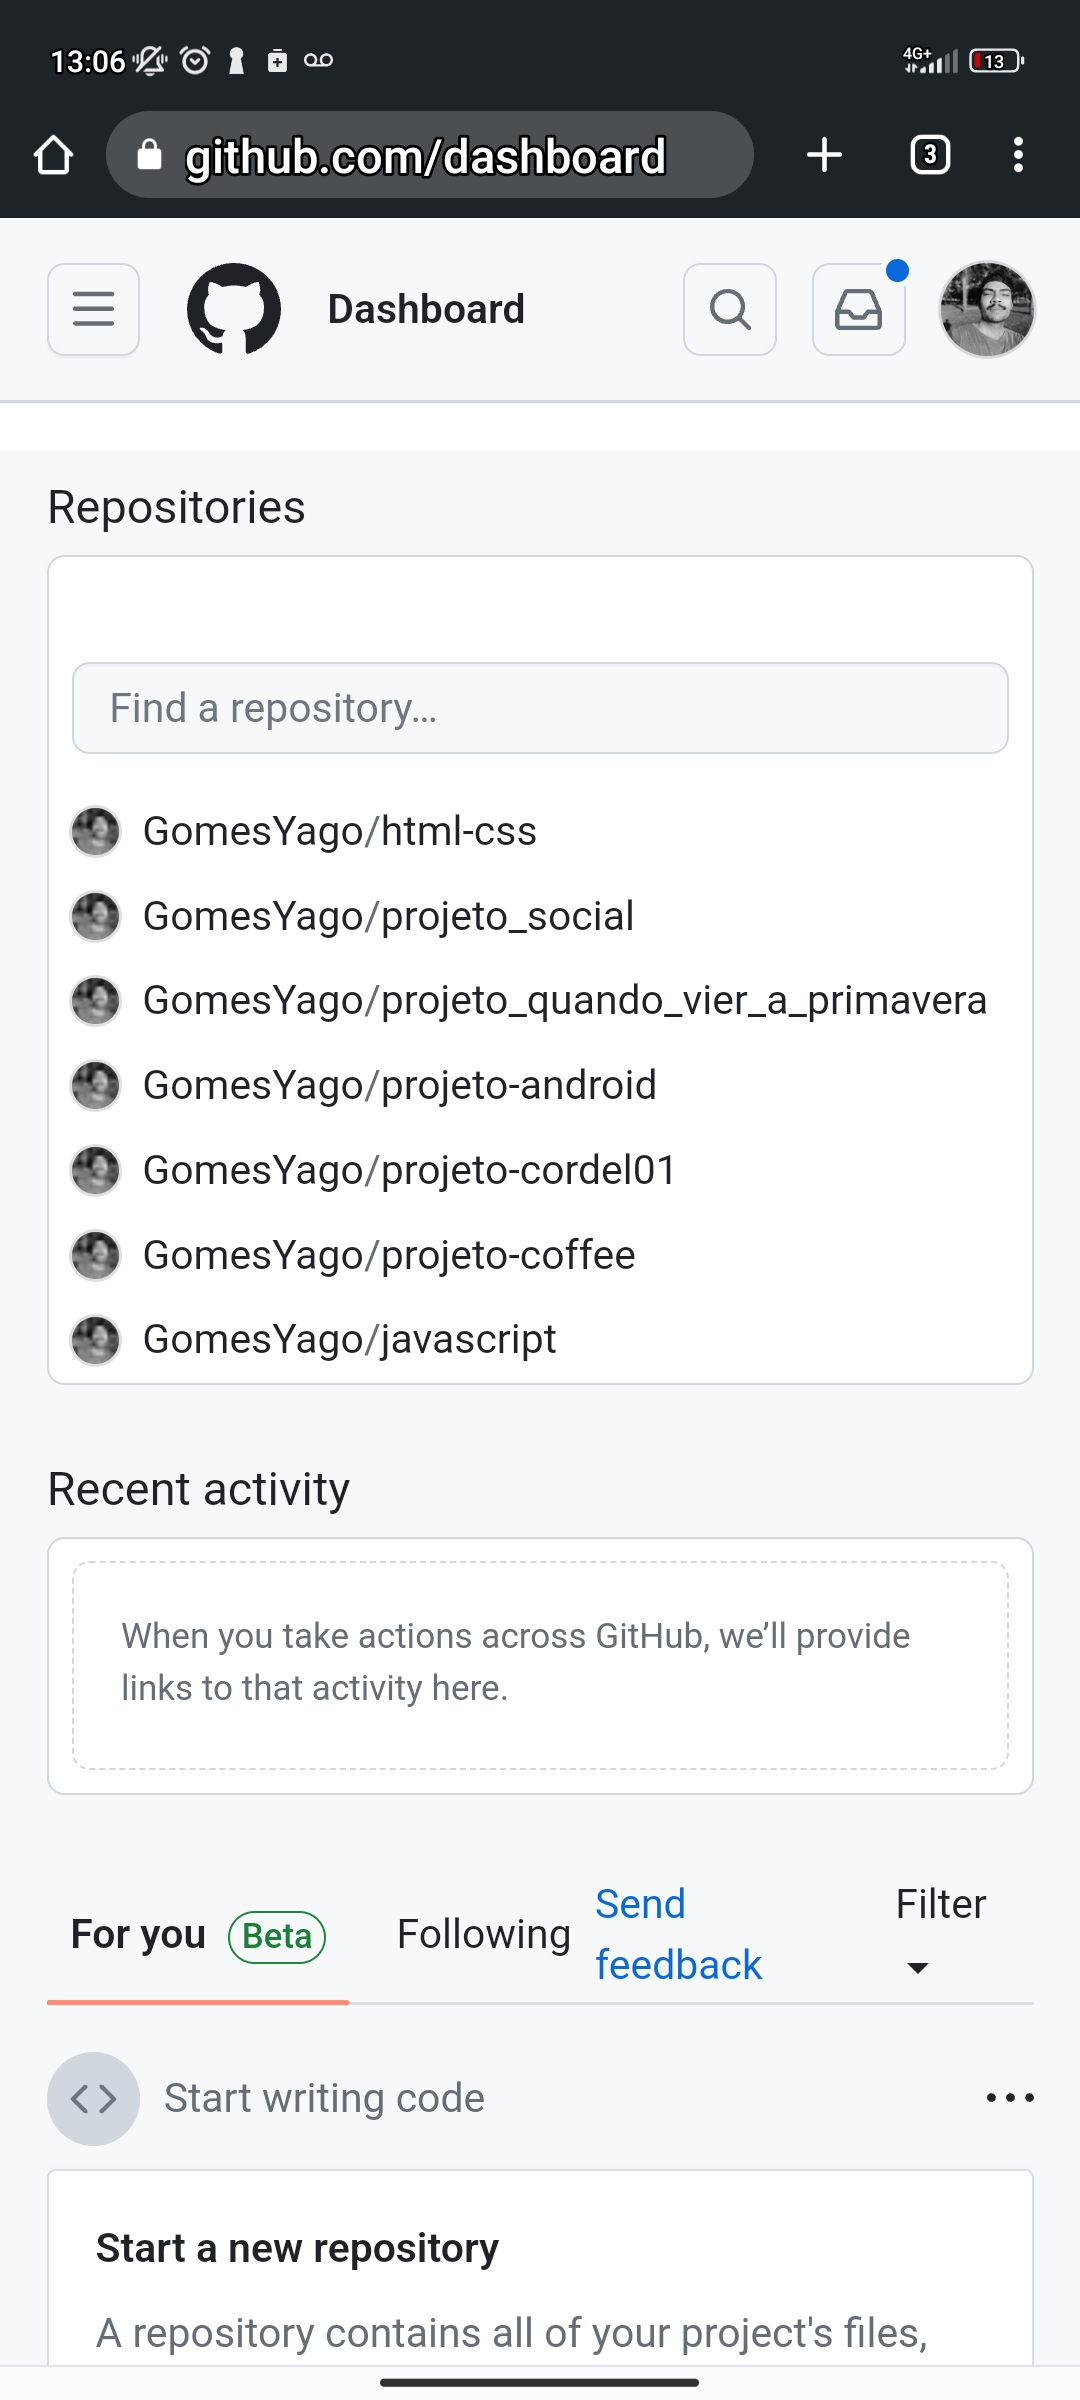 13:06
4G+
13
github.com/dashboard
3
Dashboard
Repositories
Find a repository…
GomesYago/html-css
GomesYago/projeto_social
GomesYago/projeto_quando_vier_a_primavera
GomesYago/projeto-android
GomesYago/projeto-cordel01
GomesYago/projeto-coffee
GomesYago/javascript
Recent activity
When you take actions across GitHub, we’ll provide
links to that activity here.
For you Beta
Following
Send
feedback
Filter
Start writing code
Start a new repository
A repository contains all of your project's files,